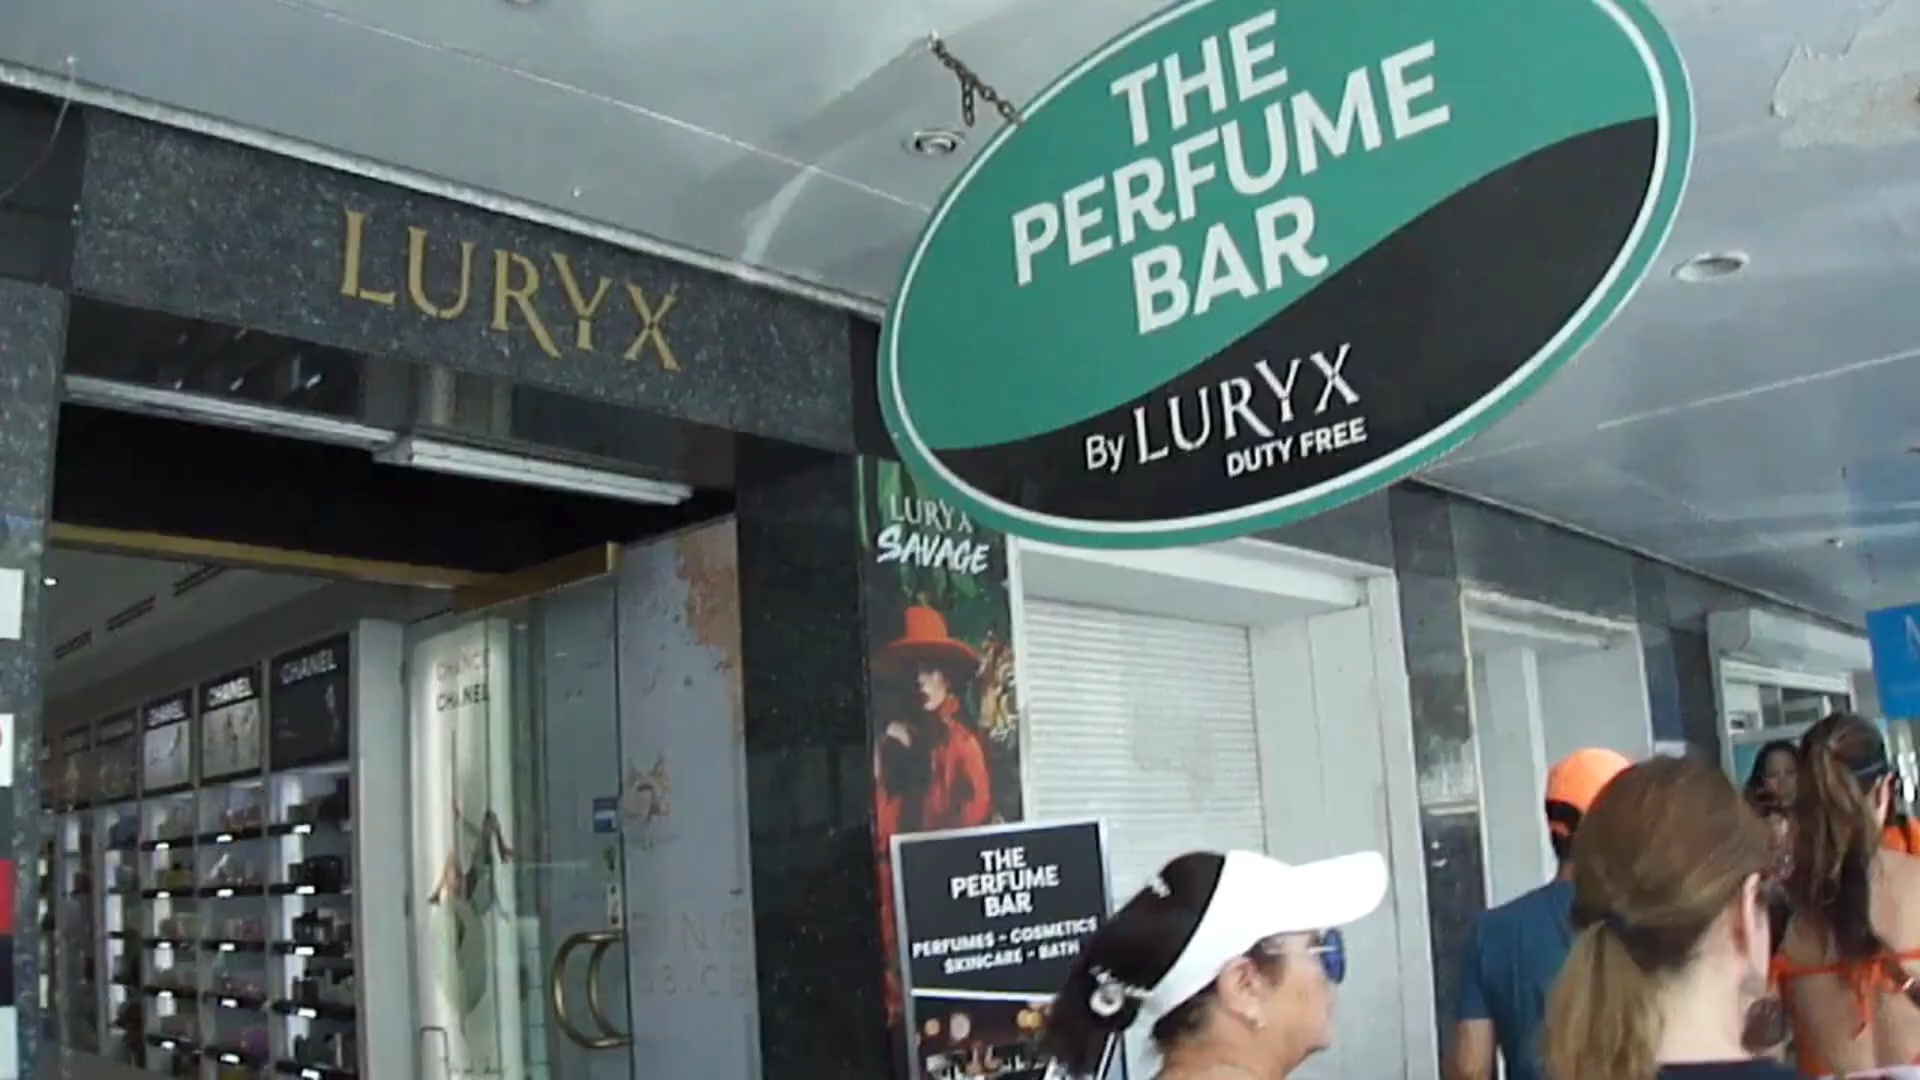 LURYX
THE
PERFUME
BAR
By LURYX
DUTY FREE
LURYX
SAVAGE
CHANEL
CHANEL
CHANEL
CHANCE
CHANEL
THE
PERFUME
BAR
PERFUMES - COSMETICS
SKINCARE - BATH